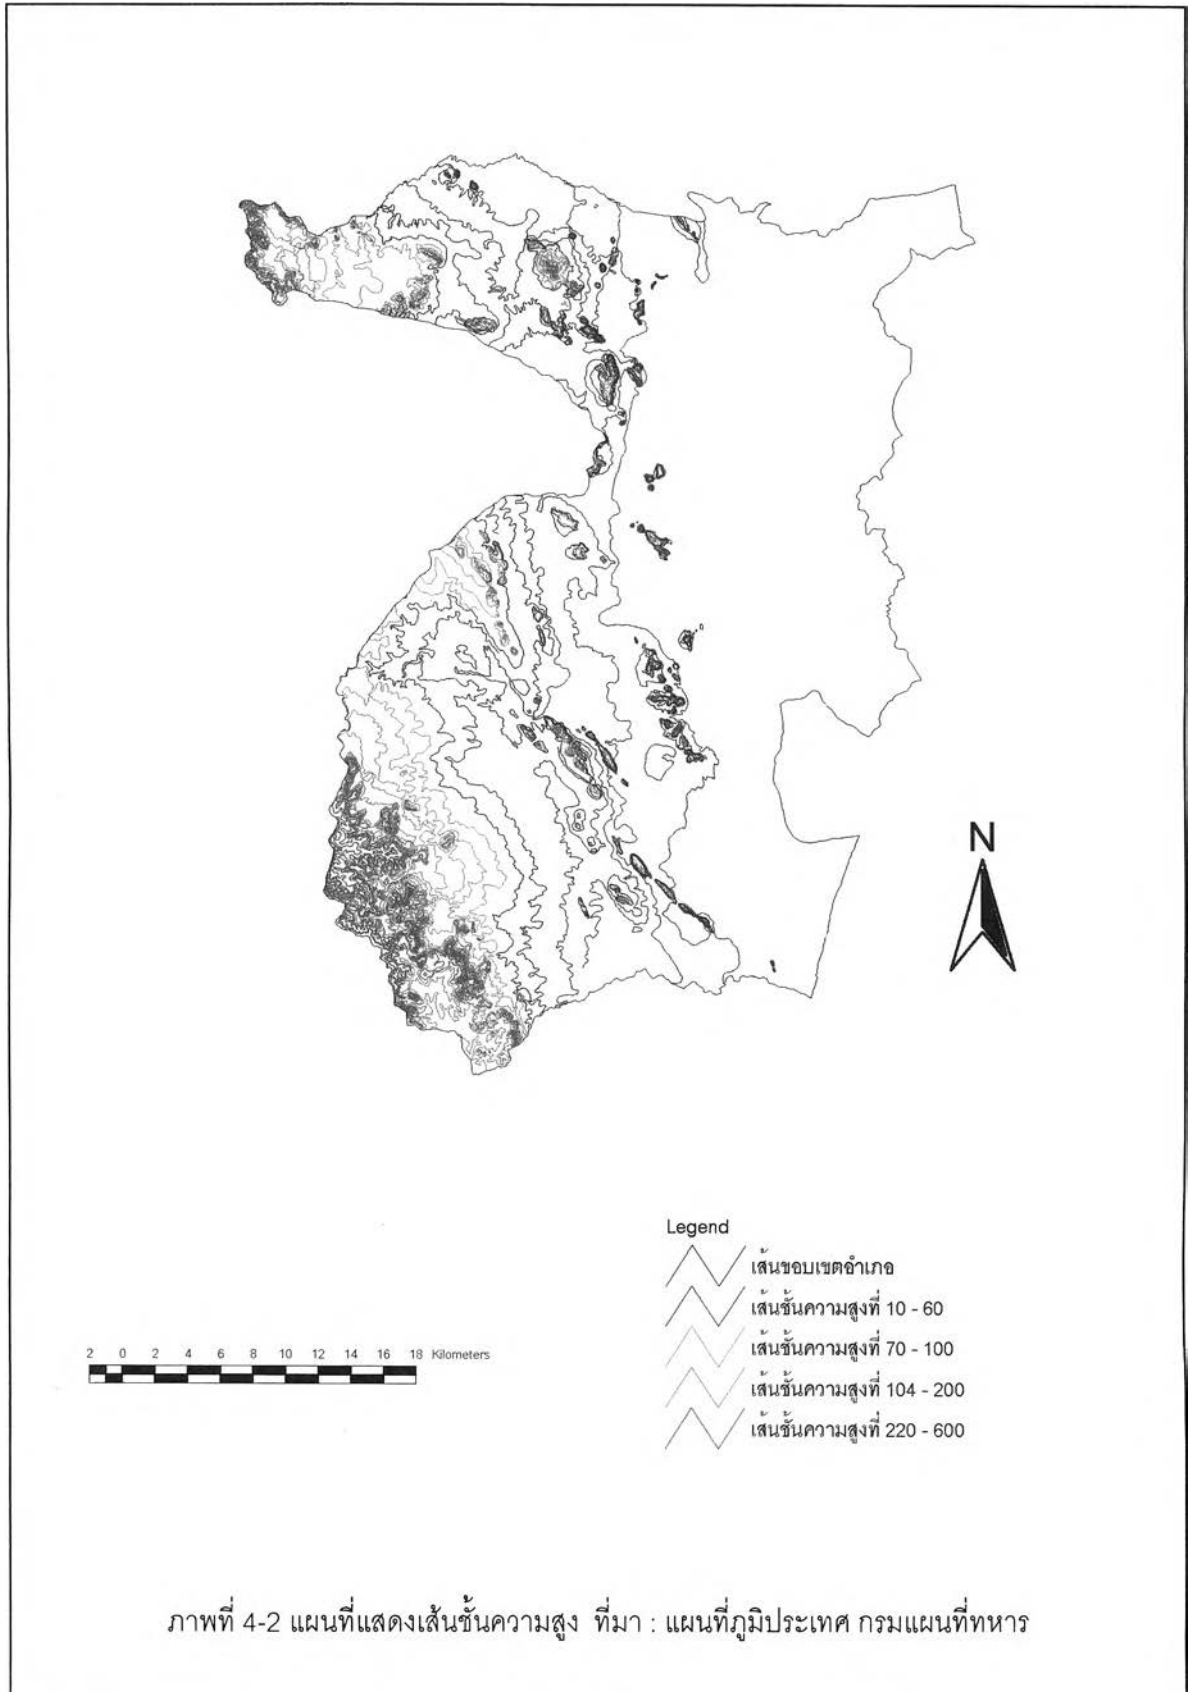 N
Legend
เส้นขอบเขตอำเภอ
เส้นชั้นความสูงที่ 10 - 60
เส้นชั้นความสูงที่ 70 - 100
เส้นชั้นความสูงที่ 104 - 200
เส้นชั้นความสูงที่ 220 - 600
2 0 2 4 6 8 10 12 14 16 18 Kilometers
ภาพที่ 4-2 แผนที่แสดงเส้นชั้นความสูง ที่มา : แผนที่ภูมิประเทศ กรมแผนที่ทหาร